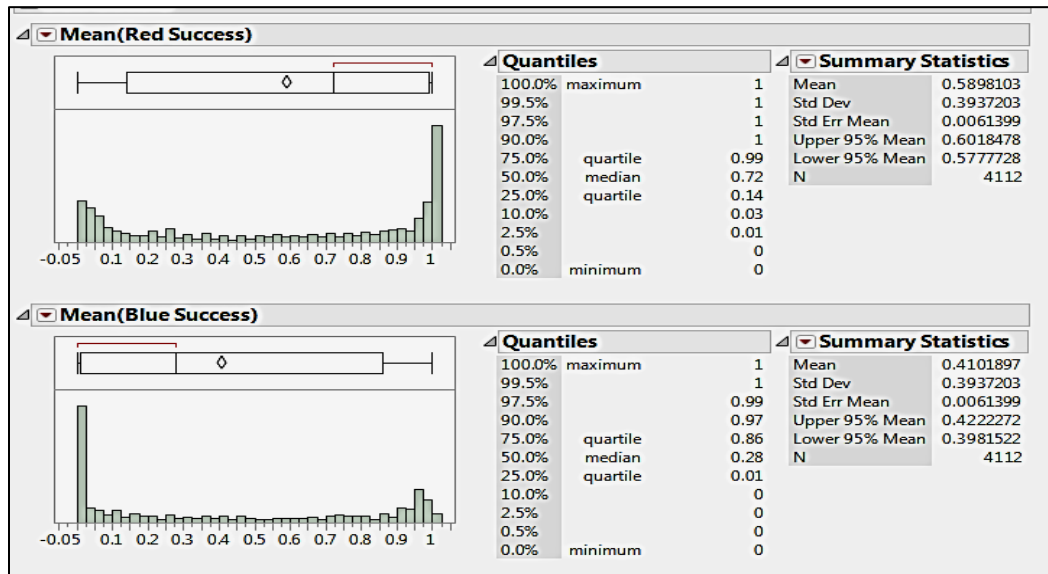 Mean(Red Success)
-0.05 0.1 0.2 0.3 0.4 0.5 0.6 0.7 0.8 0.9 1
Quantiles
100.0% maximum 1
99.5% 1
97.5% 1
90.0% 1
75.0% quartile 0.99
50.0% median 0.72
25.0% quartile 0.14
10.0% 0.03
2.5% 0.01
0.5% 0
0.0% minimum 0
Summary Statistics
Mean 0.5898103
Std Dev 0.3937203
Std Err Mean 0.0061399
Upper 95% Mean 0.6018478
Lower 95% Mean 0.5777728
N 4112
Mean(Blue Success)
-0.05 0.1 0.2 0.3 0.4 0.5 0.6 0.7 0.8 0.9 1
Quantiles
100.0% maximum 1
99.5% 1
97.5% 0.99
90.0% 0.97
75.0% quartile 0.86
50.0% median 0.28
25.0% quartile 0.01
10.0% 0
2.5% 0
0.5% 0
0.0% minimum 0
Summary Statistics
Mean 0.4101897
Std Dev 0.3937203
Std Err Mean 0.0061399
Upper 95% Mean 0.4222272
Lower 95% Mean 0.3981522
N 4112